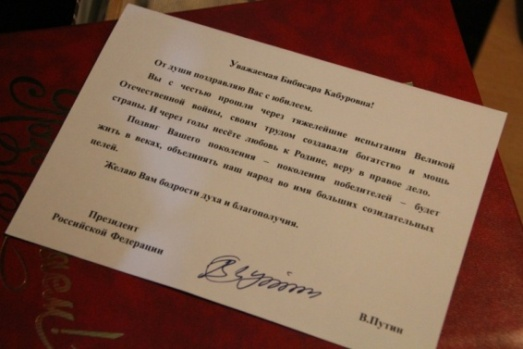 Уважаемая Бибисара Кабуровна!
От души поздравляю Вас с юбилеем.
Вы с честью прошли через тяжелейшие испытания Великой
Отечественной войны, своим трудом создавали богатство и мощь
страны. И через годы несёте любовь к Родине, веру в правое дело.
Подвиг Вашего поколения – поколения победителей – будет
жить в веках, объединять наш народ во имя больших созидательных
целей.
Желаю Вам бодрости духа и благополучия.
Президент
Российской Федерации
В.Путин